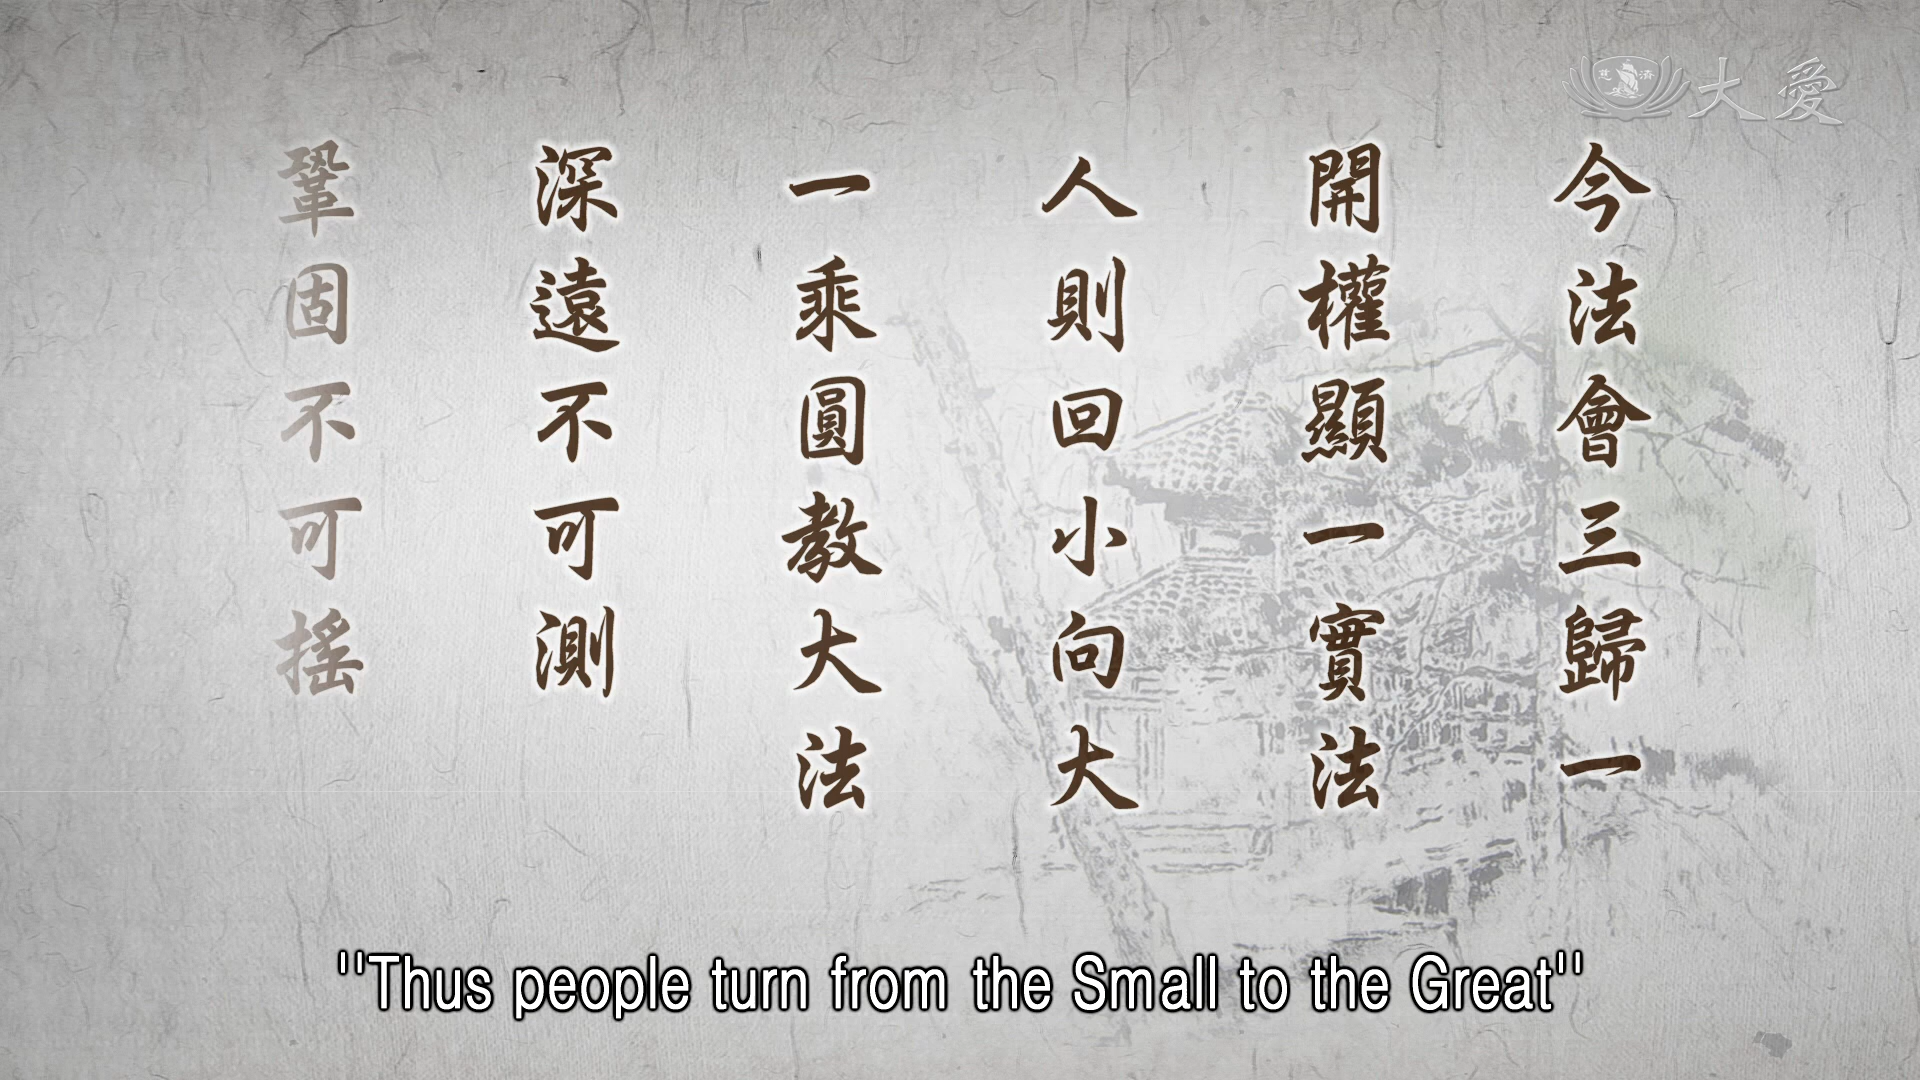 慈濟 大愛
今法會三歸一
開權顯一實法
人則回小向大
一乘圓教大法
深遠不可測
鞏固不可搖
"Thus people turn from the Small to the Great"